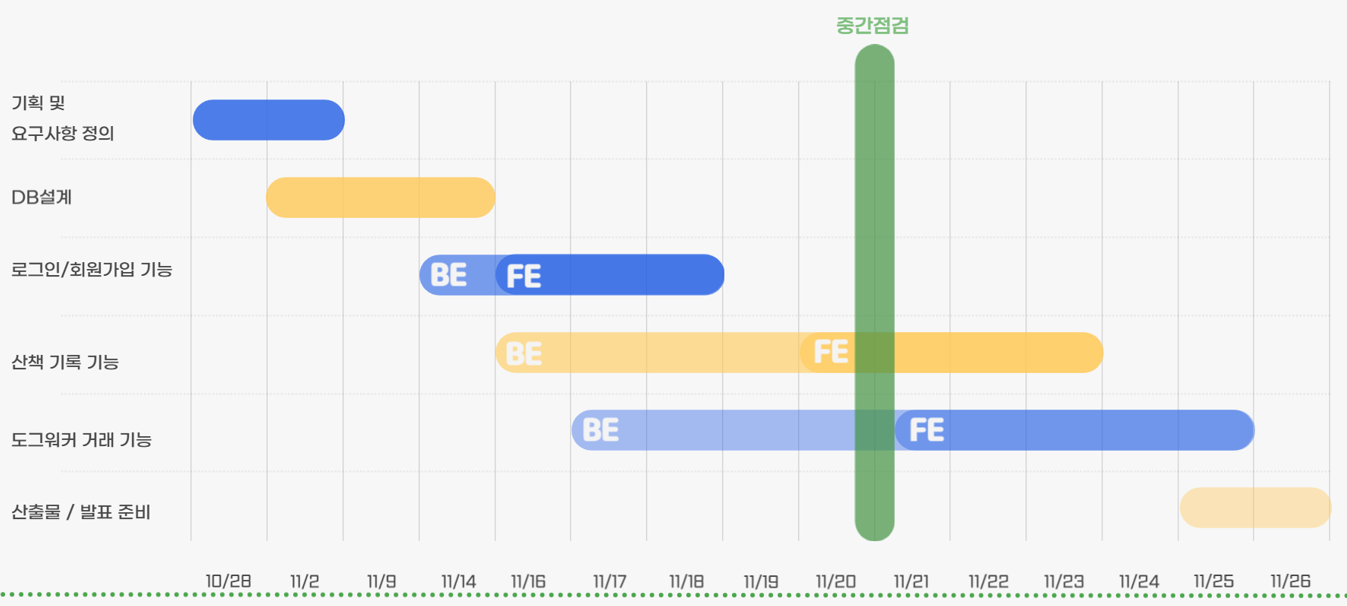 중간점검
기획 및
요구사항 정의
DB설계
로그인/회원가입 기능
BE FE
산책 기록 기능
BE FE
도그워커 거래 기능
BE FE
산출물 / 발표 준비
10/28 11/2 11/9 11/14 11/16 11/17 11/18 11/19 11/20 11/21 11/22 11/23 11/24 11/25 11/26